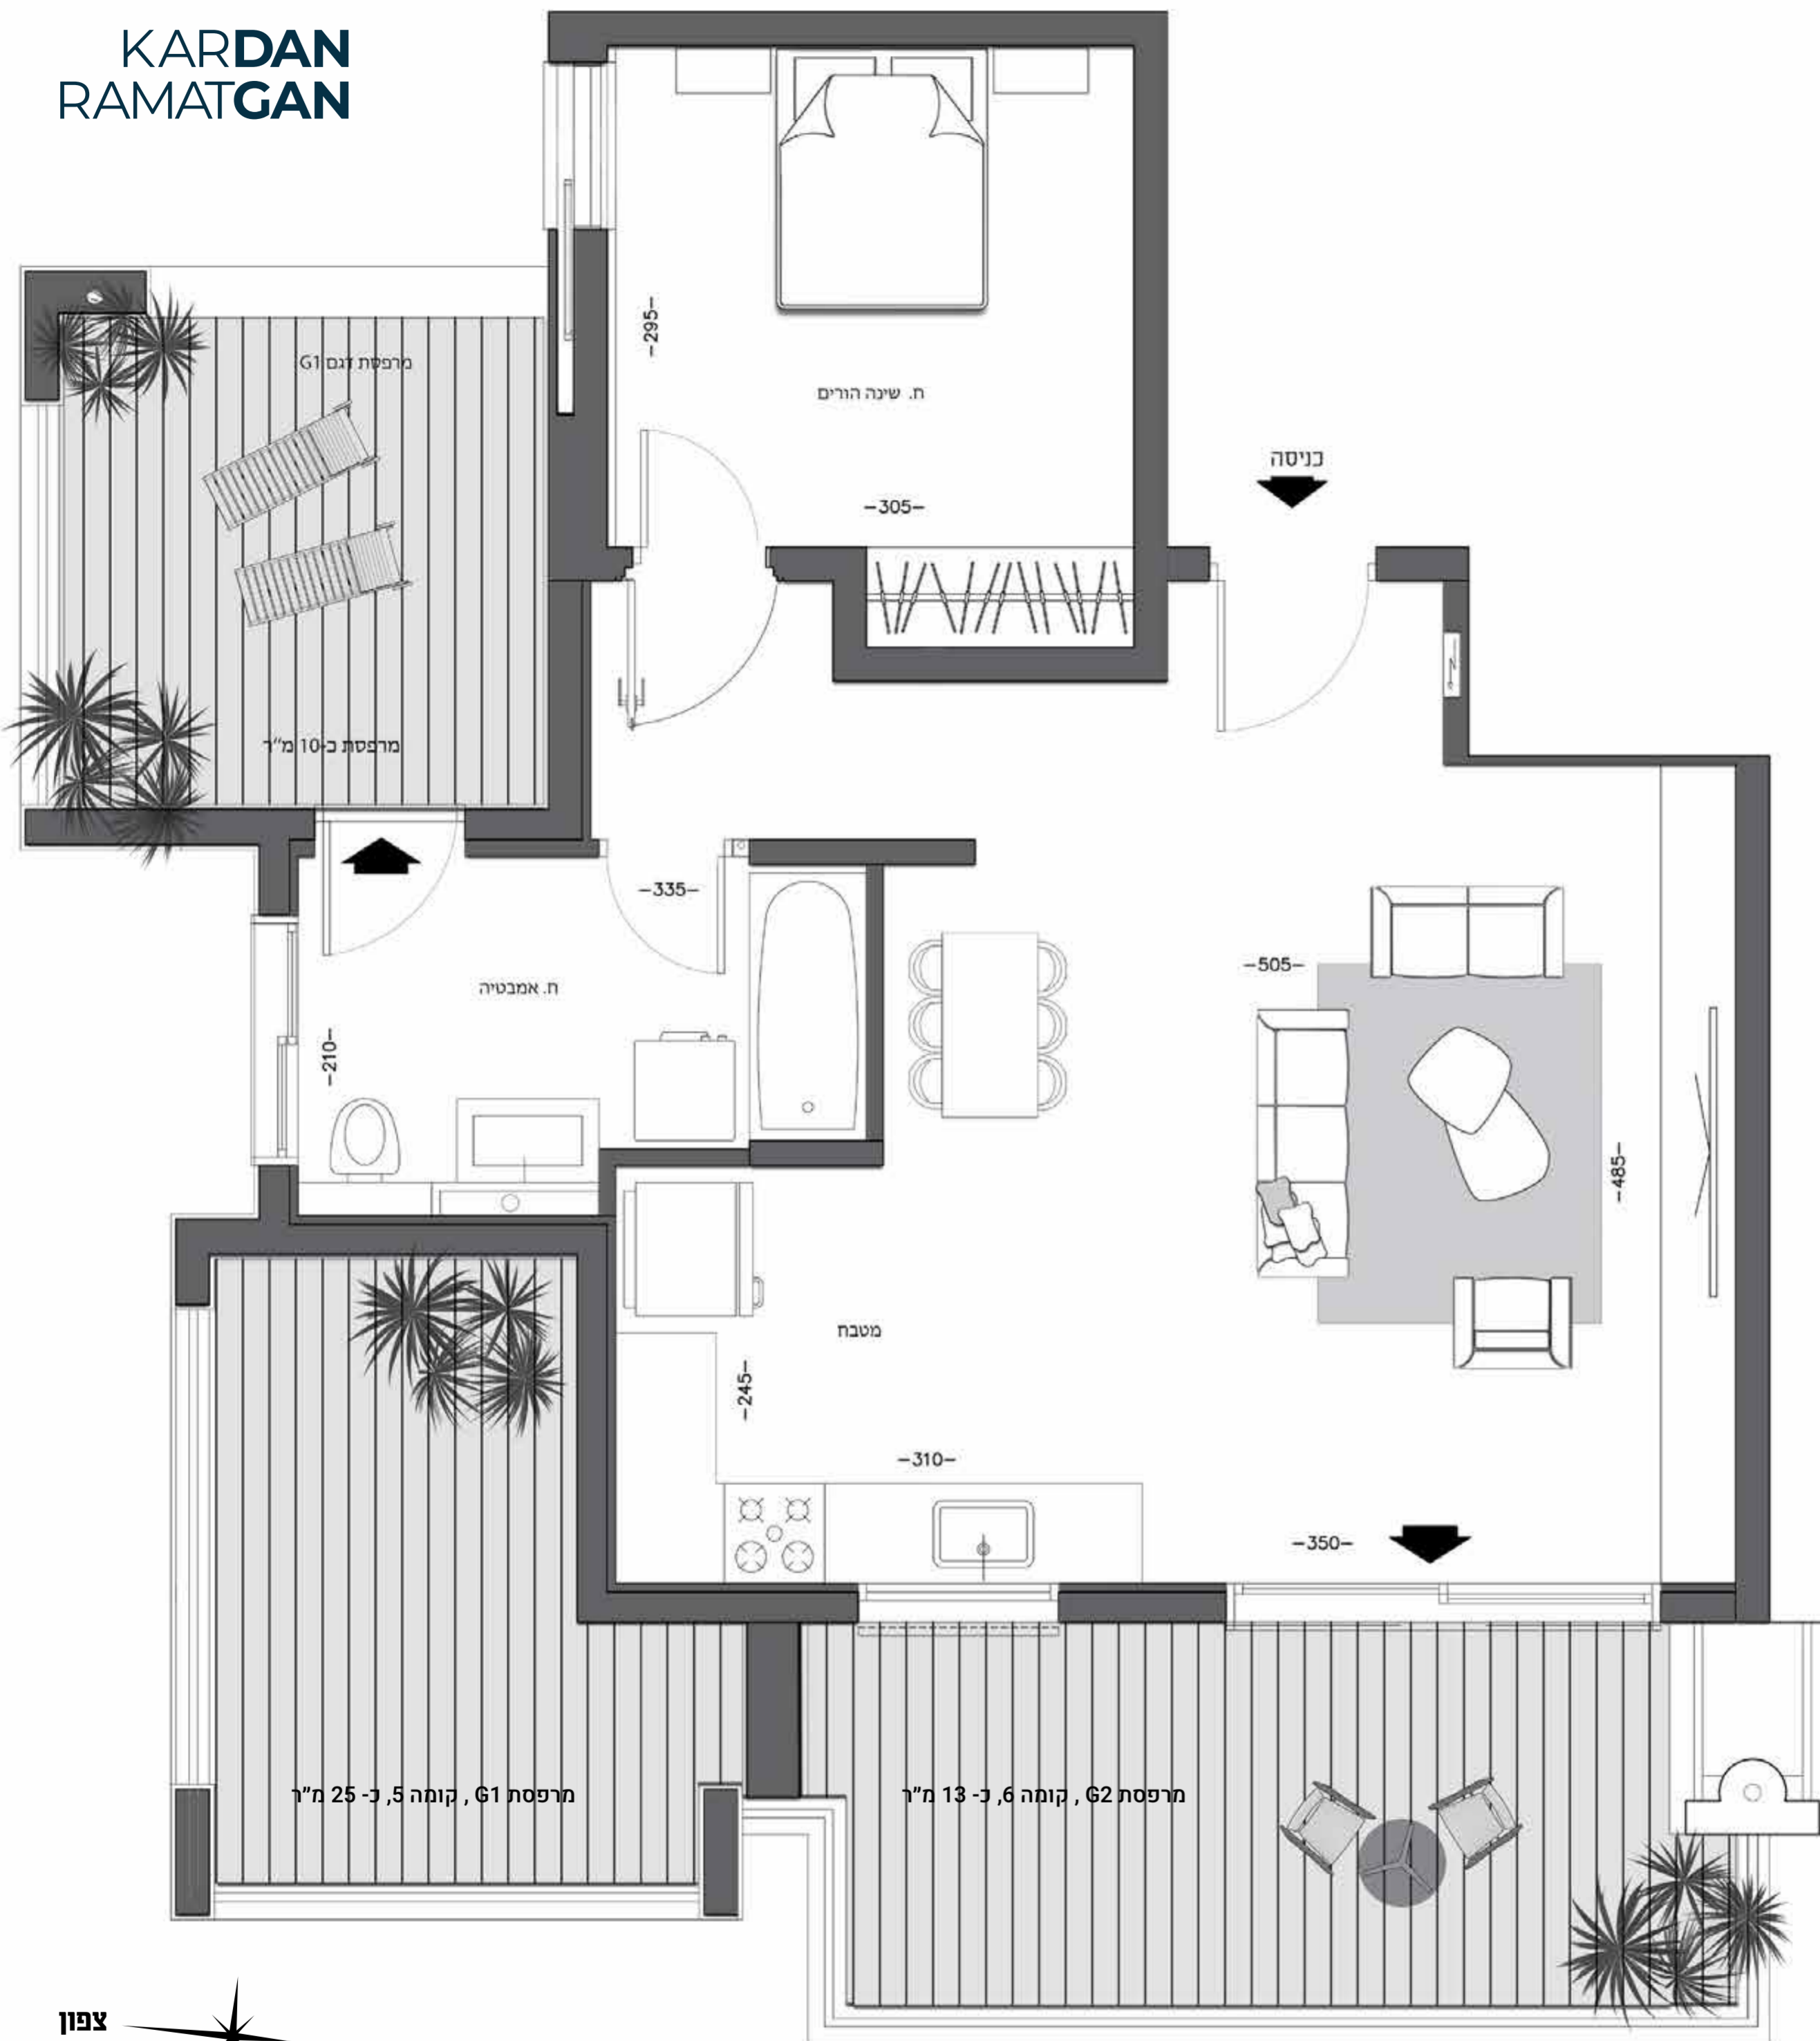 KARDAN
RAMATGAN
-295-
מרפסת דגם G1
ח. שינה הורים
כניסה
-305-
מרפסת כ-10 מ״ר
-335-
-505-
ח. אמבטיה
-210-
-485-
מטבח
-245-
-310-
-350-
מרפסת G1 , קומה 5, כ- 25 מ״ר
מרפסת G2 , קומה 6, כ- 13 מ״ר
צפון